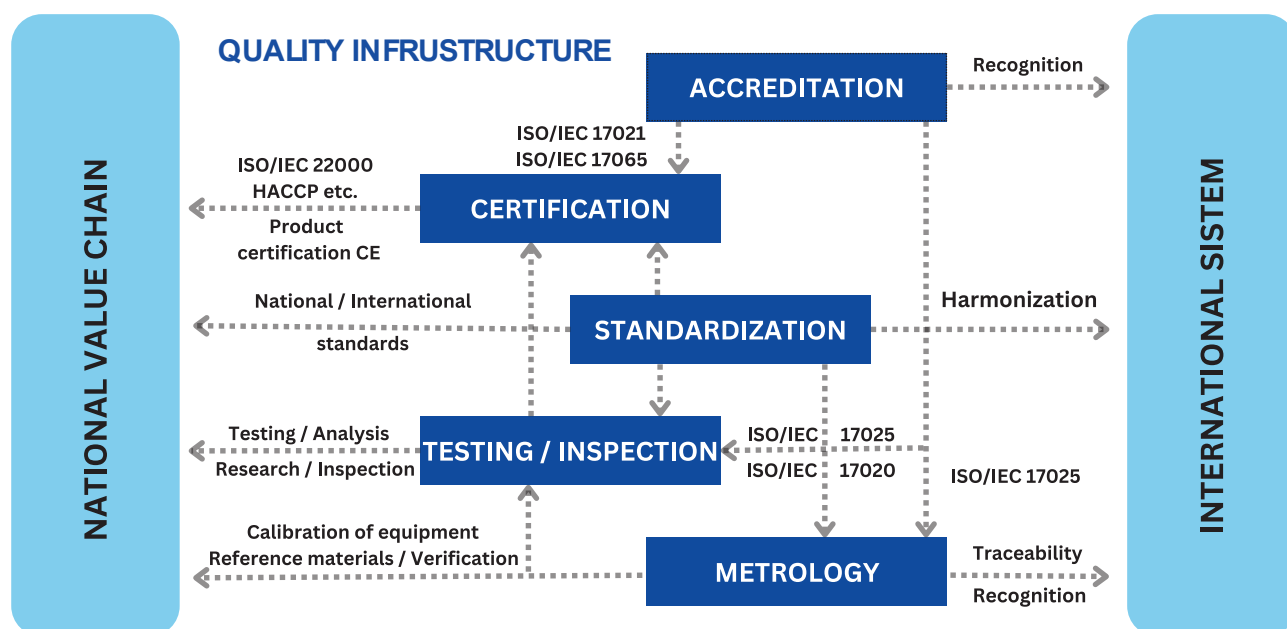 QUALITY INFRUSTRUCTURE
NATIONAL VALUE CHAIN
ACCREDITATION
Recognition
ISO/IEC 17021
ISO/IEC 17065
ISO/IEC 22000
HACCP etc.
CERTIFICATION
Product
certification CE
National / International
standards
STANDARDIZATION
Harmonization
Testing / Analysis
Research / Inspection
TESTING / INSPECTION
ISO/IEC 17025
ISO/IEC 17020
ISO/IEC 17025
Calibration of equipment
Reference materials / Verification
METROLOGY
Traceability
Recognition
INTERNATIONAL SISTEM